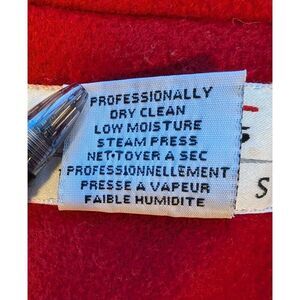 PROFESSIONALLY
DRY CLEAN
LOW MOISTURE
STEAM PRESS
NETTOYER A SEC
PROFESSIONNELLEMENT
PRESSE A VAPEUR
FAIBLE HUMIDITE
S